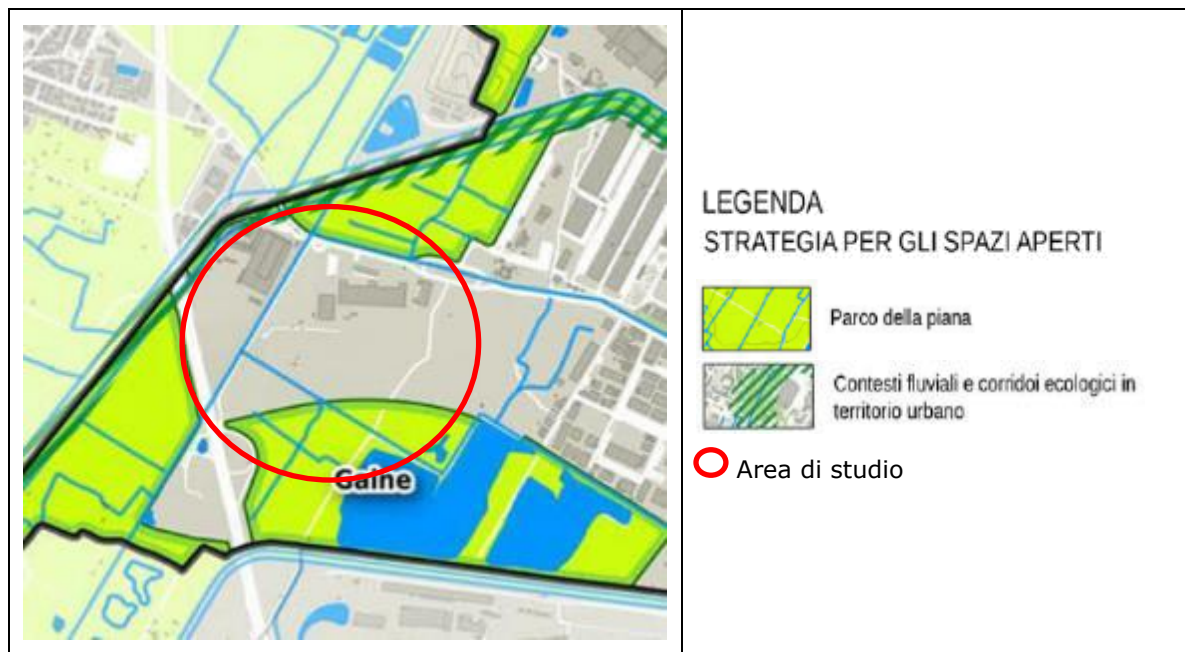 Gaine
LEGENDA
STRATEGIA PER GLI SPAZI APERTI
Parco della piana
Contesti fluviali e corridoi ecologici in
territorio urbano
Area di studio